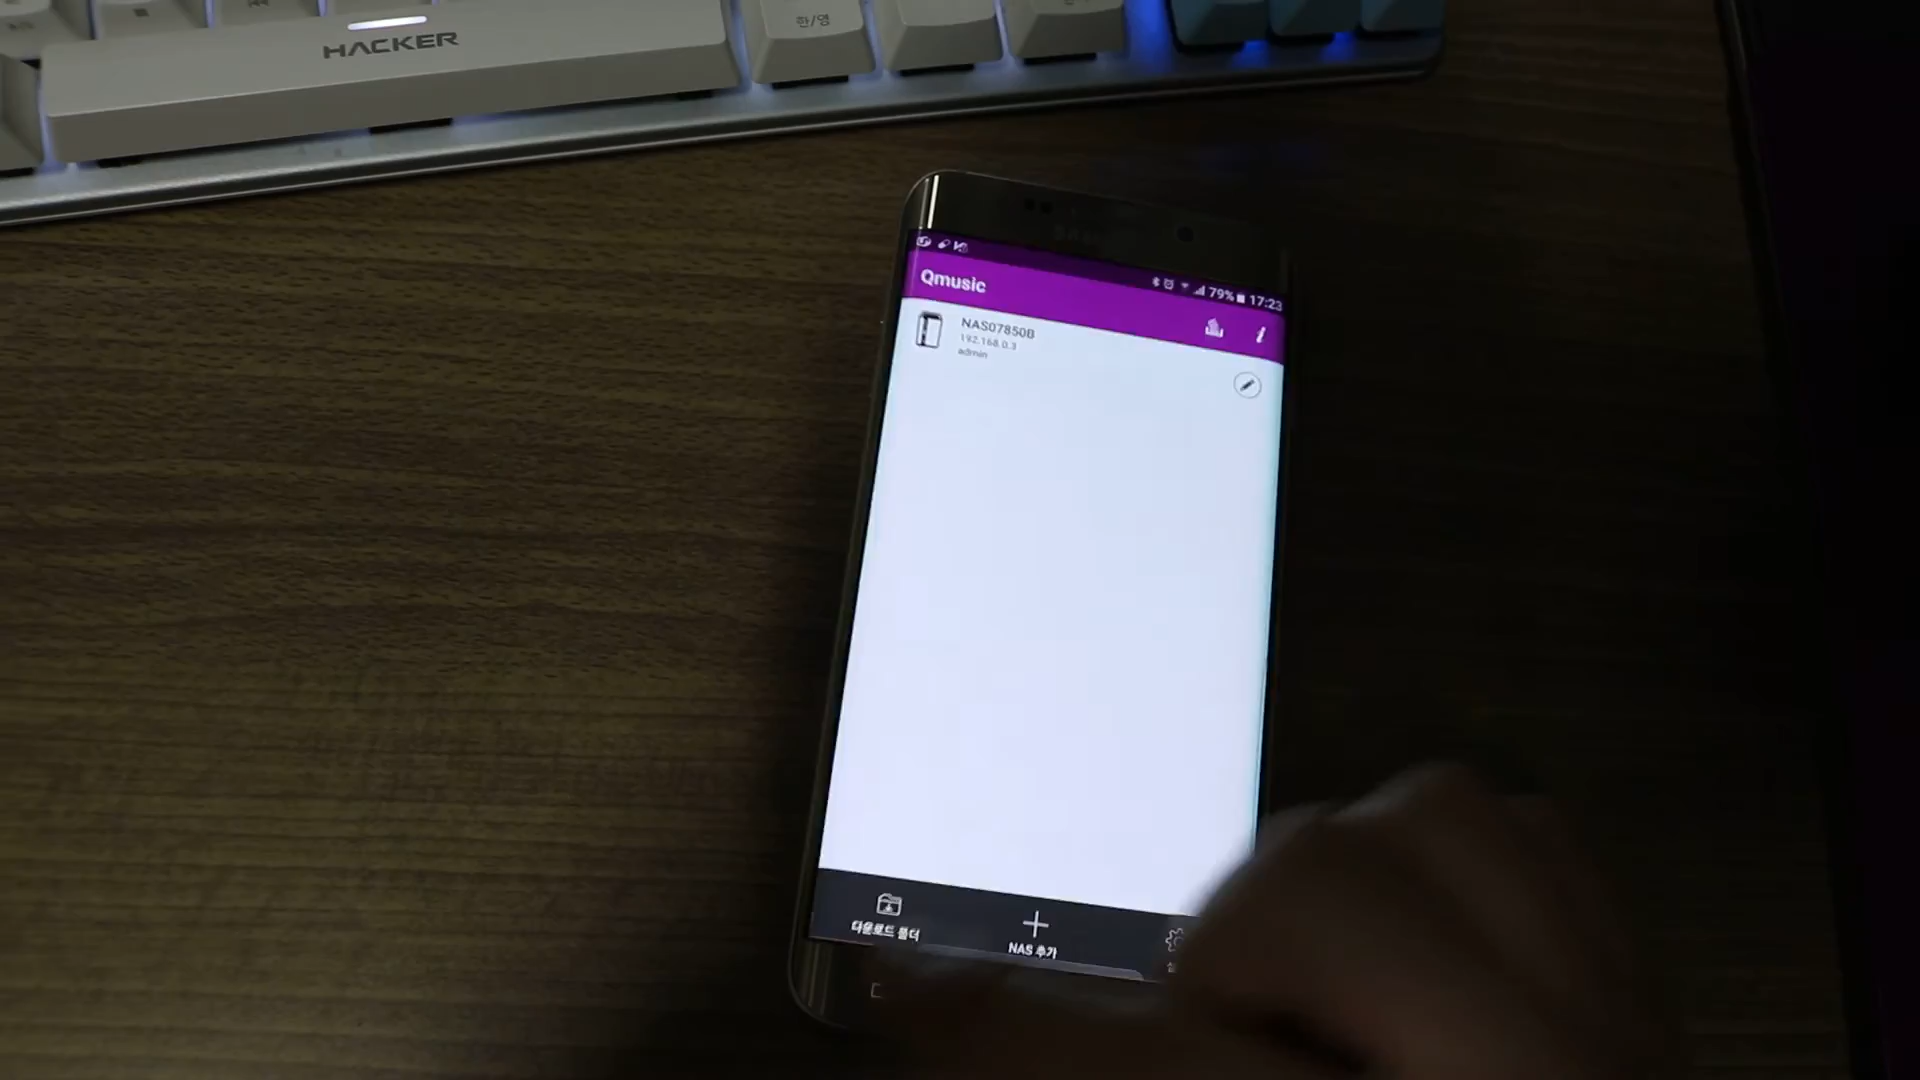 HACKER
한/영
79% 17:23
Qmusic
NAS07850B
192.168.0.3
admin
다운로드 폴더
NAS 추가